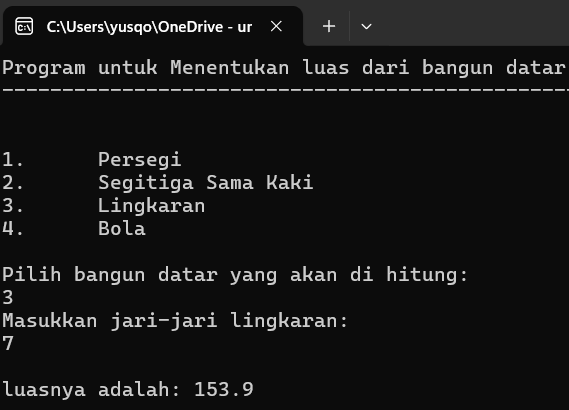 C:\Users\yusqo\OneDrive - ur
Program untuk Menentukan luas dari bangun datar
-----------------------------------------------
1. Persegi
2. Segitiga Sama Kaki
3. Lingkaran
4. Bola
Pilih bangun datar yang akan di hitung:
3
Masukkan jari-jari lingkaran:
7
luasnya adalah: 153.9